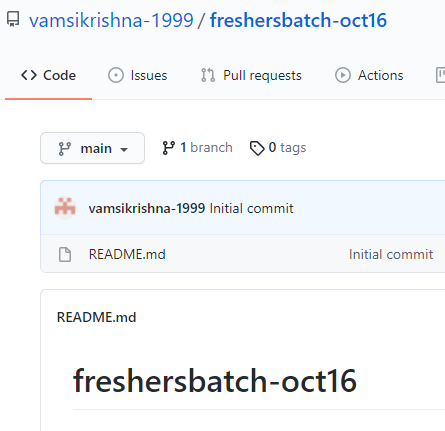 vamsikrishna-1999 / freshersbatch-oct16
Code Issues Pull requests Actions
main 1 branch 0 tags
vamsikrishna-1999 Initial commit
README.md Initial commit
README.md
freshersbatch-oct16